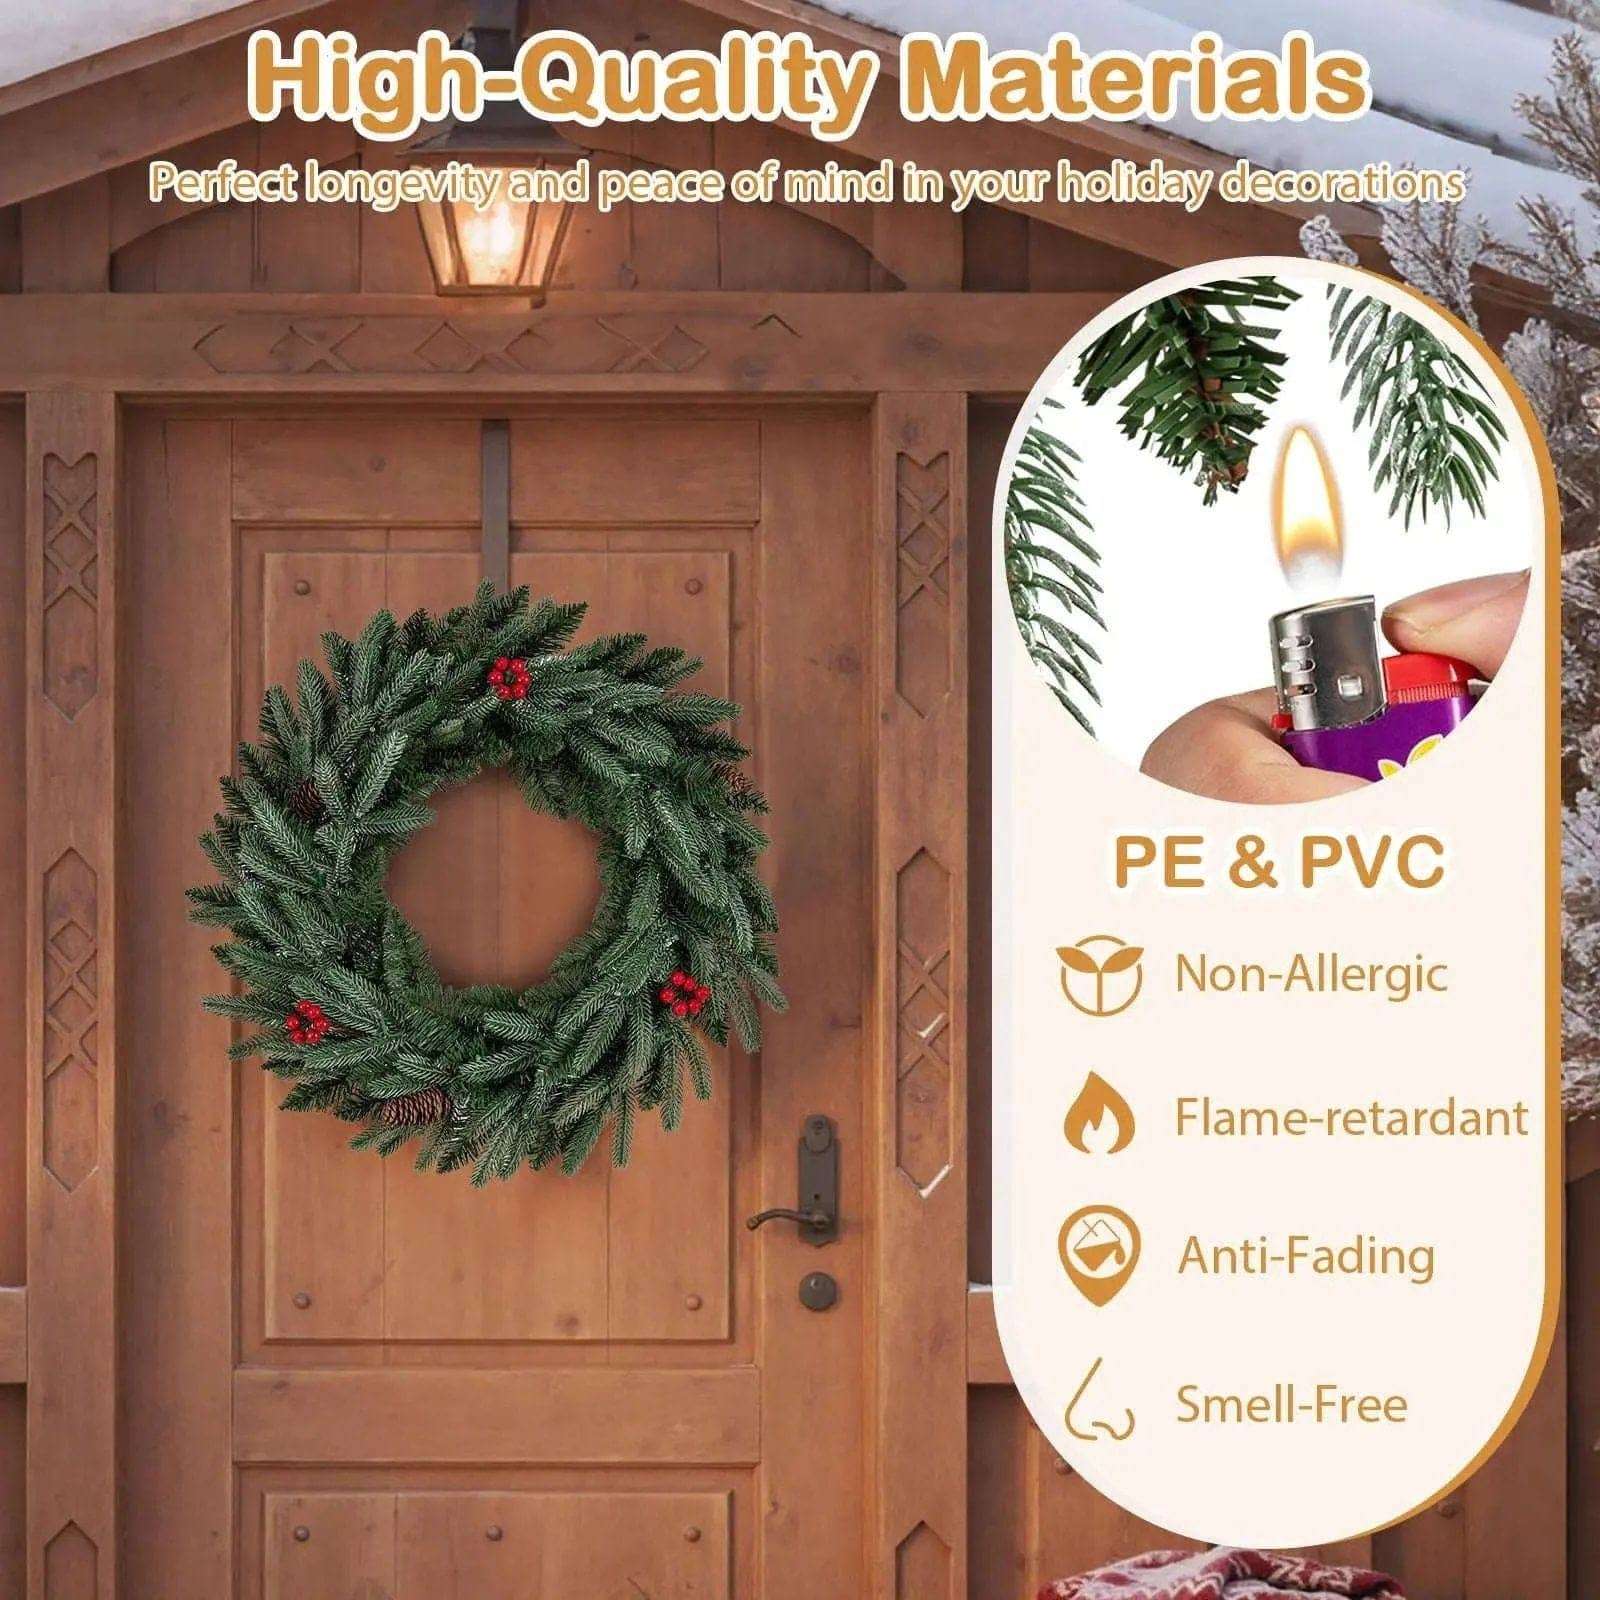 High-Quality Materials
Perfect longevity and peace of mind in your holiday decorations
PE & PVC
Non-Allergic
Flame-retardant
Anti-Fading
Smell-Free